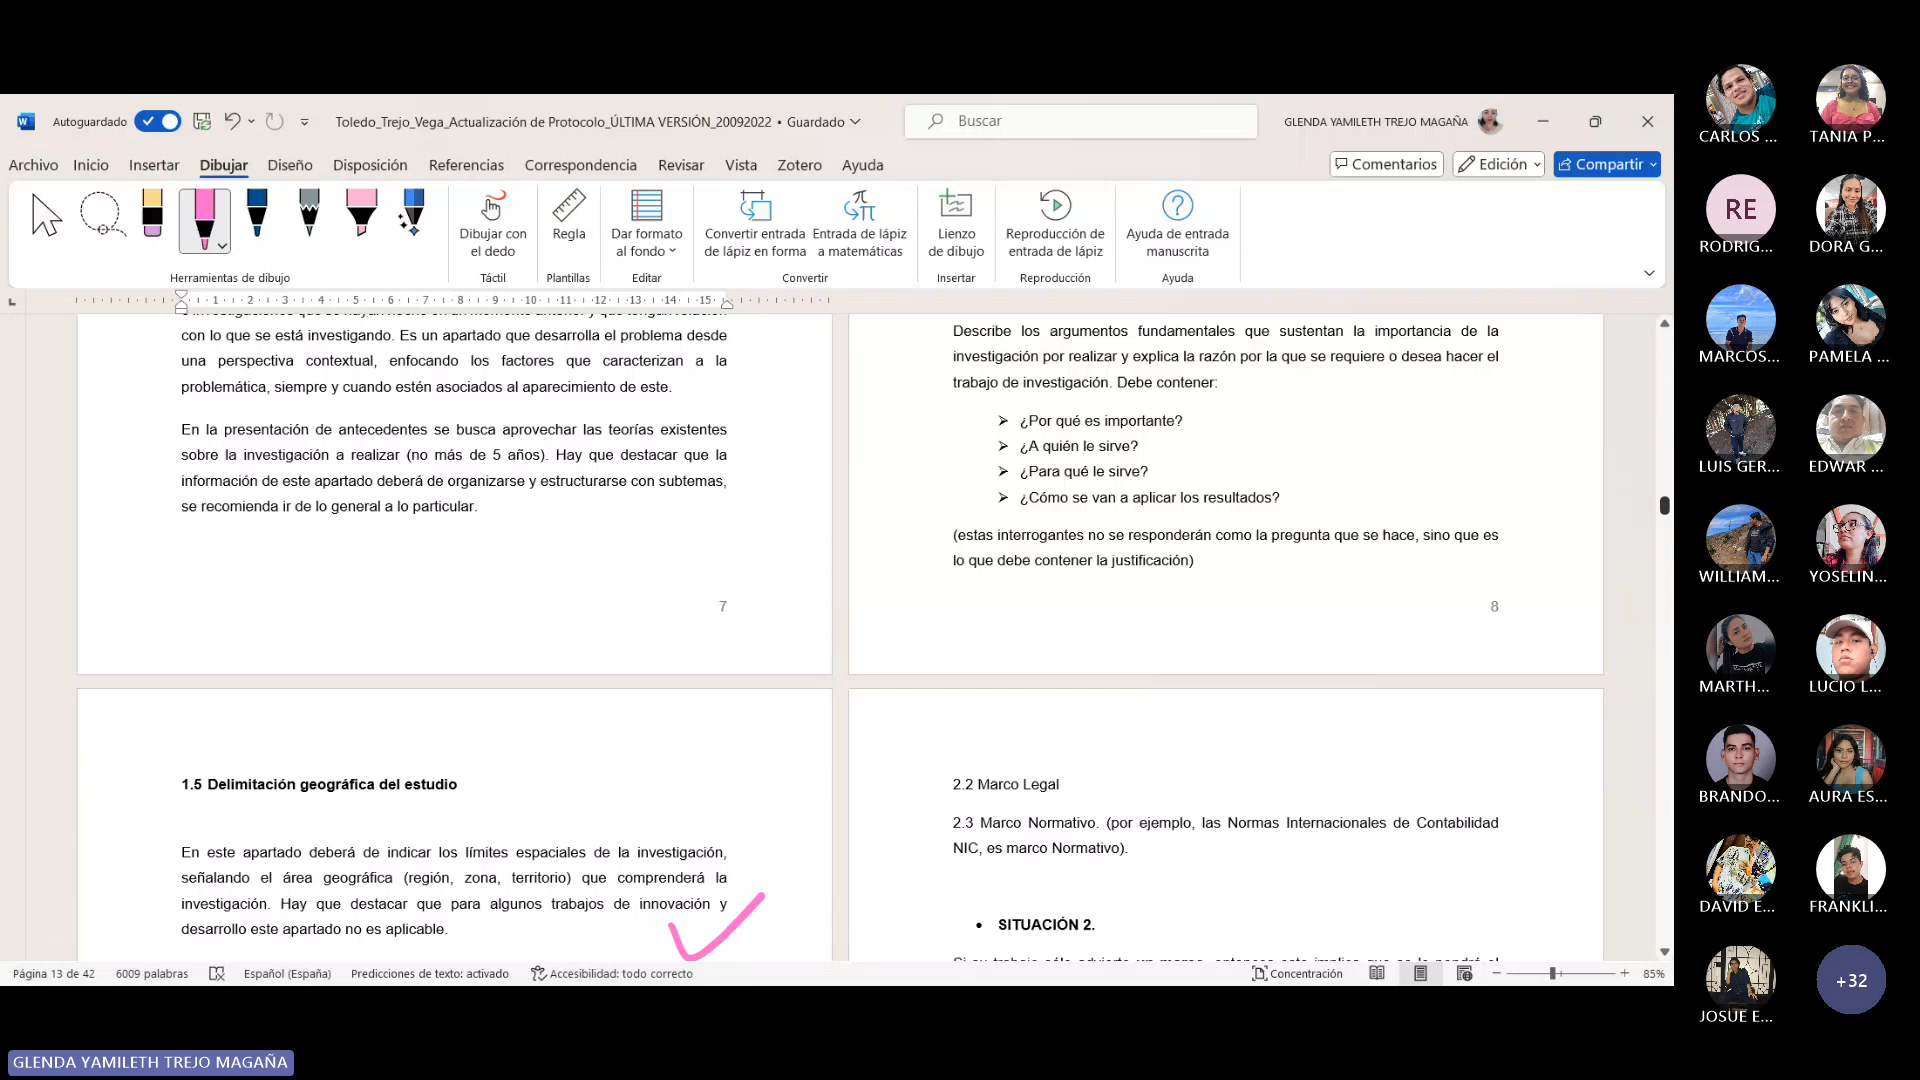 Autoguardado
Toledo_Trejo_Vega_Actualización de Protocolo_ÚLTIMA VERSIÓN_20092022 • Guardado
Buscar
GLENDA YAMILETH TREJO MAGAÑA
Archivo Inicio Insertar Dibujar Diseño Disposición Referencias Correspondencia Revisar Vista Zotero Ayuda
Comentarios Edición Compartir
Dibujar con el dedo
Regla
Dar formato al fondo
Convertir entrada de lápiz en forma
Entrada de lápiz a matemáticas
Lienzo de dibujo
Reproducción de entrada de lápiz
Ayuda de entrada manuscrita
Herramientas de dibujo Táctil Plantillas Editar Convertir Insertar Reproducción Ayuda
1 2 3 4 5 6 7 8 9 10 11 12 13 14 15
con lo que se está investigando. Es un apartado que desarrolla el problema desde
una perspectiva contextual, enfocando los factores que caracterizan a la
problemática, siempre y cuando estén asociados al aparecimiento de este.
En la presentación de antecedentes se busca aprovechar las teorías existentes
sobre la investigación a realizar (no más de 5 años). Hay que destacar que la
información de este apartado deberá de organizarse y estructurarse con subtemas,
se recomienda ir de lo general a lo particular.
7
Describe los argumentos fundamentales que sustentan la importancia de la
investigación por realizar y explica la razón por la que se requiere o desea hacer el
trabajo de investigación. Debe contener:
➢ ¿Por qué es importante?
➢ ¿A quién le sirve?
➢ ¿Para qué le sirve?
➢ ¿Cómo se van a aplicar los resultados?
(estas interrogantes no se responderán como la pregunta que se hace, sino que es
lo que debe contener la justificación)
8
1.5 Delimitación geográfica del estudio
En este apartado deberá de indicar los límites espaciales de la investigación,
señalando el área geográfica (región, zona, territorio) que comprenderá la
investigación. Hay que destacar que para algunos trabajos de innovación y
desarrollo este apartado no es aplicable.
2.2 Marco Legal
2.3 Marco Normativo. (por ejemplo, las Normas Internacionales de Contabilidad
NIC, es marco Normativo).
• SITUACIÓN 2.
Página 13 de 42 6009 palabras Español (España) Predicciones de texto: activado Accesibilidad: todo correcto Concentración 85%
CARLOS ... TANIA P...
RE
RODRIG... DORA G...
MARCOS... PAMELA ...
LUIS GER... EDWAR ...
WILLIAM... YOSELIN...
MARTH... LUCIO L...
BRANDO... AURA ES...
DAVID E... FRANKLI...
JOSUE E... +32
GLENDA YAMILETH TREJO MAGAÑA